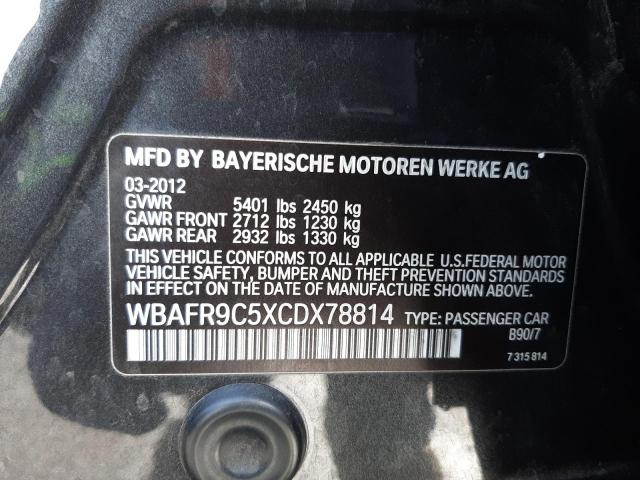 MFD BY BAYERISCHE MOTOREN WERKE AG
03-2012
GVWR 5401 lbs 2450 kg
GAWR FRONT 2712 lbs 1230 kg
GAWR REAR 2932 lbs 1330 kg
THIS VEHICLE CONFORMS TO ALL APPLICABLE U.S.FEDERAL MOTOR
VEHICLE SAFETY, BUMPER AND THEFT PREVENTION STANDARDS
IN EFFECT ON THE DATE OF MANUFACTURE SHOWN ABOVE.
WBAFR9C5XCDX78814 TYPE: PASSENGER CAR
B90/7
7 315 814